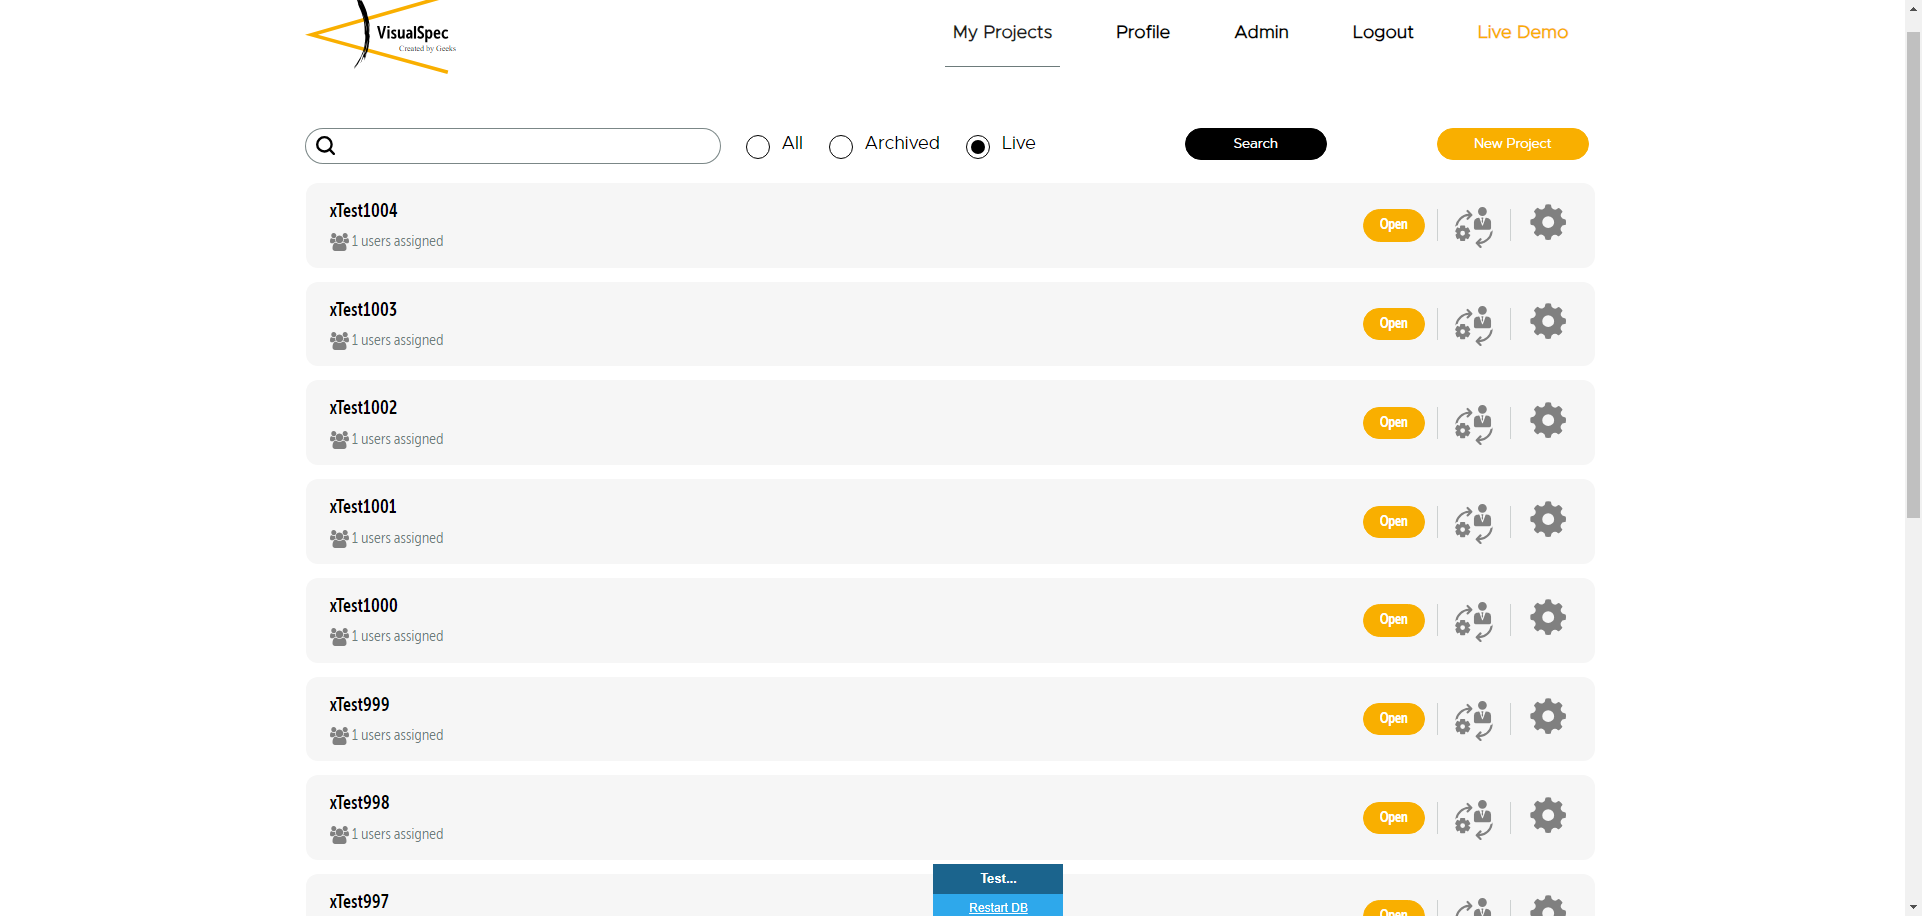 VisualSpec
Created by Geeks
My Projects Profile Admin Logout Live Demo
All Archived Live Search New Project
xTest1004
1 users assigned
Open
xTest1003
1 users assigned
Open
xTest1002
1 users assigned
Open
xTest1001
1 users assigned
Open
xTest1000
1 users assigned
Open
xTest999
1 users assigned
Open
xTest998
1 users assigned
Open
xTest997
Open
Test...
Restart DB